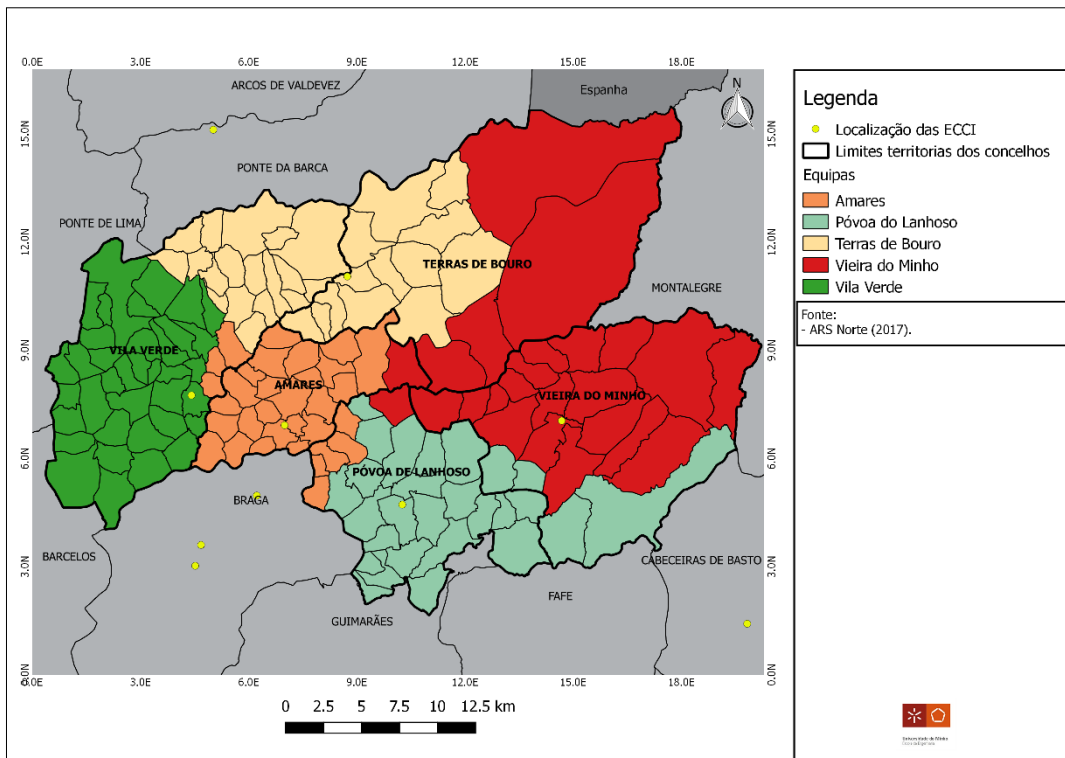 0.0E 3.0E 6.0E 9.0E 12.0E 15.0E 18.0E
ARCOS DE VALDEVEZ
Espanha
N
15.0N 15.0N
PONTE DA BARCA
PONTE DE LIMA
12.0N 12.0N
TERRAS DE BOURO
MONTALEGRE
9.0N 9.0N
VILA VERDE
AMARES
VIEIRA DO MINHO
6.0N 6.0N
PÓVOA DE LANHOSO
BRAGA
BARCELOS
CABECEIRAS DE BASTO
3.0N 3.0N
FAFE
GUIMARÃES
0.0N 0.0N
0.0E 3.0E 6.0E 9.0E 12.0E 15.0E 18.0E
0 2.5 5 7.5 10 12.5 km
Legenda
Localização das ECCI
Limites territorias dos concelhos
Equipas
Amares
Póvoa do Lanhoso
Terras de Bouro
Vieira do Minho
Vila Verde
Fonte:
- ARS Norte (2017).
Universidade do Minho